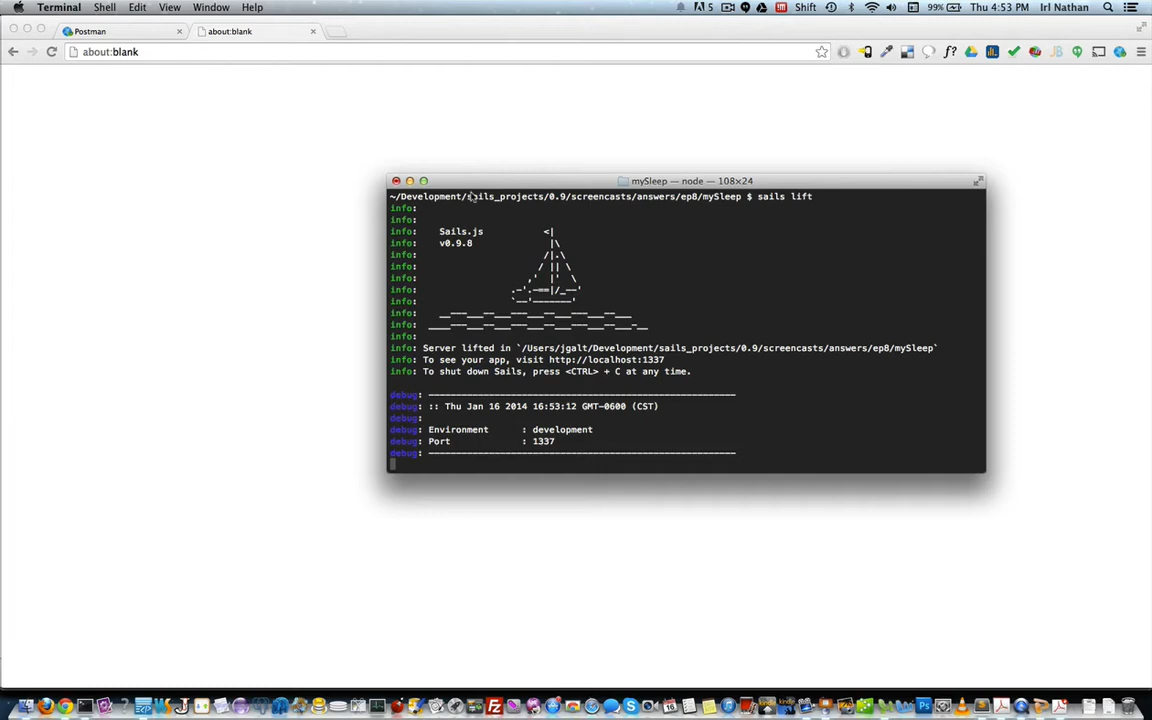 Terminal Shell Edit View Window Help 5 Shift 99% Thu 4:53 PM Irl Nathan
Postman about:blank
about:blank f?
mySleep — node — 108×24
~/Development/sails_projects/0.9/screencasts/answers/ep8/mySleep $ sails lift
info:
info:
info: Sails.js <|
info: v0.9.8 |\
info: /|.\
info: / || \
info: ,' |' \
info: .-'.-==|/_--'
info: `--'-------'
info: __---___--___---___--___---___--___
info: ____---___--___---___--___---___--___-__
info:
info: Server lifted in `/Users/jgalt/Development/sails_projects/0.9/screencasts/answers/ep8/mySleep`
info: To see your app, visit http://localhost:1337
info: To shut down Sails, press <CTRL> + C at any time.
debug: --------------------------------------------------------
debug: :: Thu Jan 16 2014 16:53:12 GMT-0600 (CST)
debug:
debug: Environment : development
debug: Port : 1337
debug: --------------------------------------------------------